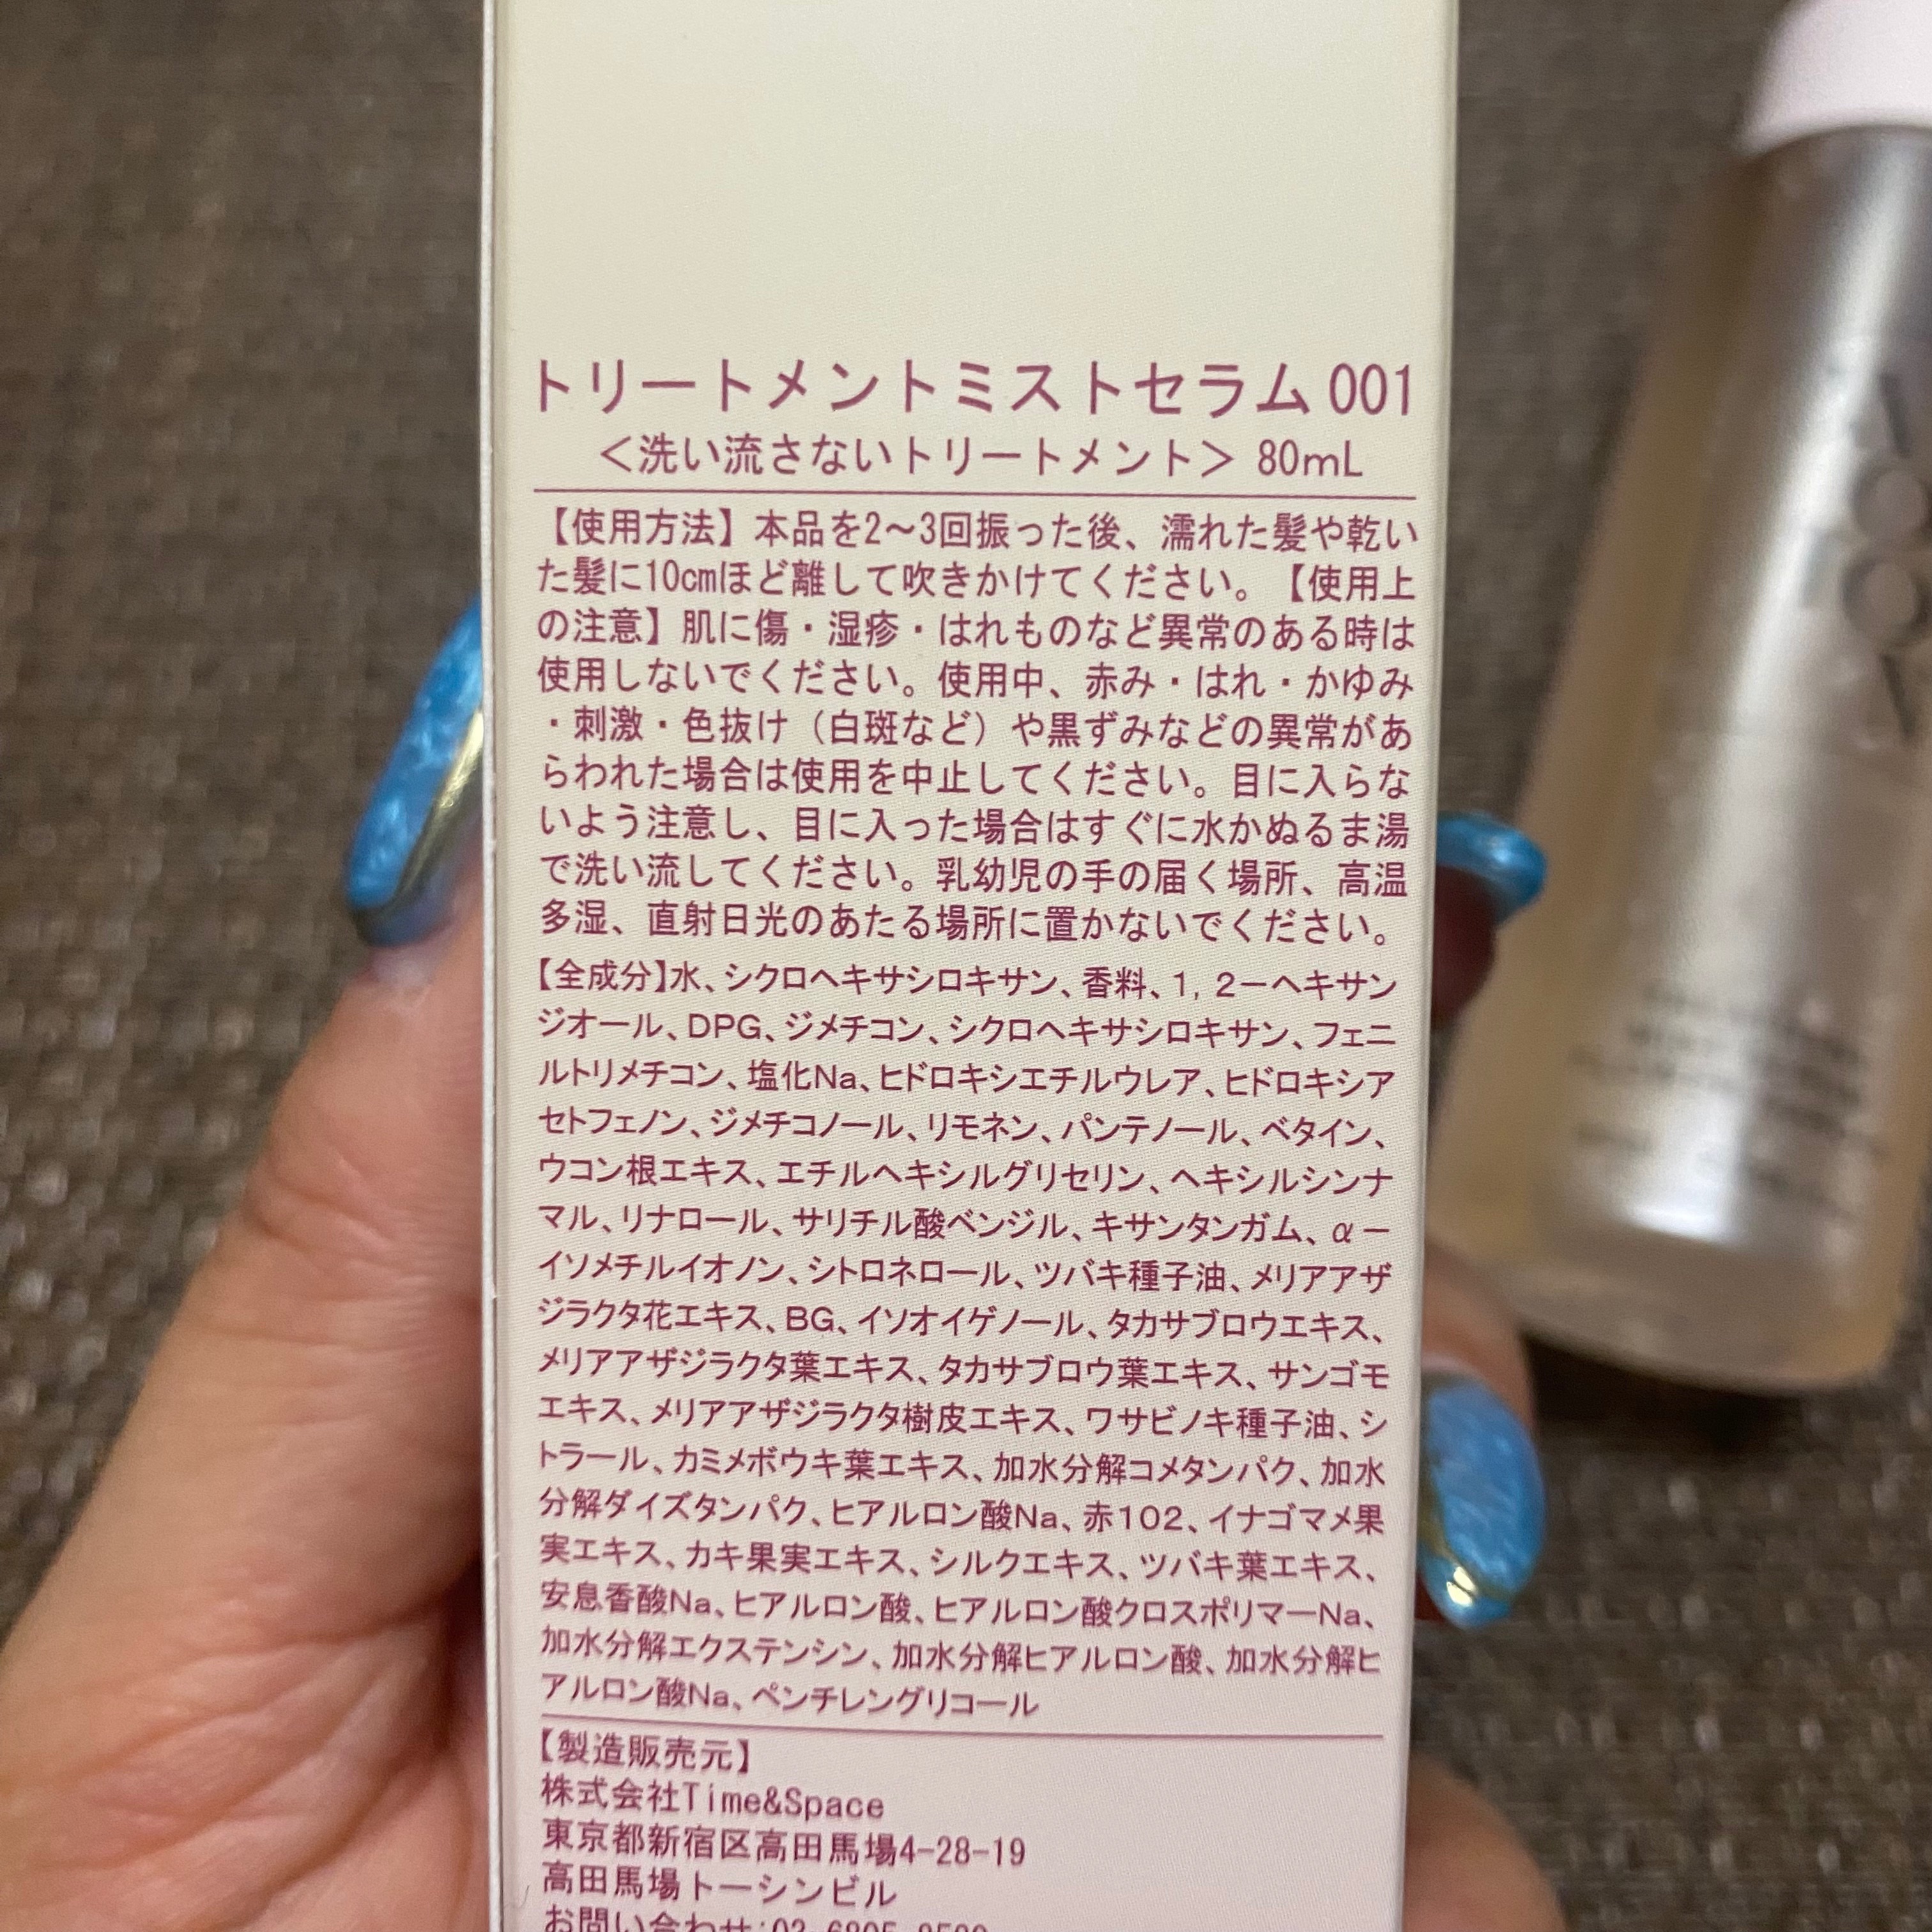 トリートメントミストセラム001
＜洗い流さないトリートメント＞ 80mL
【使用方法】本品を2〜3回振った後、濡れた髪や乾い
た髪に10cmほど離して吹きかけてください。【使用上
の注意】肌に傷・湿疹・はれものなど異常のある時は
使用しないでください。使用中、赤み・はれ・かゆみ
・刺激・色抜け（白斑など）や黒ずみなどの異常があ
らわれた場合は使用を中止してください。目に入らな
いよう注意し、目に入った場合はすぐに水かぬるま湯
で洗い流してください。乳幼児の手の届く場所、高温
多湿、直射日光のあたる場所に置かないでください。
【全成分】水、シクロヘキサシロキサン、香料、1, 2ーヘキサン
ジオール、DPG、ジメチコン、シクロヘキサシロキサン、フェニ
ルトリメチコン、塩化Na、ヒドロキシエチルウレア、ヒドロキシア
セトフェノン、ジメチコノール、リモネン、パンテノール、ベタイン、
ウコン根エキス、エチルヘキシルグリセリン、ヘキシルシンナ
マル、リナロール、サリチル酸ベンジル、キサンタンガム、αー
イソメチルイオノン、シトロネロール、ツバキ種子油、メリアアザ
ジラクタ花エキス、BG、イソオイゲノール、タカサブロウエキス、
メリアアザジラクタ葉エキス、タカサブロウ葉エキス、サンゴモ
エキス、メリアアザジラクタ樹皮エキス、ワサビノキ種子油、シ
トラール、カミメボウキ葉エキス、加水分解コメタンパク、加水
分解ダイズタンパク、ヒアルロン酸Na、赤102、イナゴマメ果
実エキス、カキ果実エキス、シルクエキス、ツバキ葉エキス、
安息香酸Na、ヒアルロン酸、ヒアルロン酸クロスポリマーNa、
加水分解エクステンシン、加水分解ヒアルロン酸、加水分解ヒ
アルロン酸Na、ペンチレングリコール
【製造販売元】
株式会社Time&Space
東京都新宿区高田馬場4-28-19
高田馬場トーシンビル
お問い合わせ:03